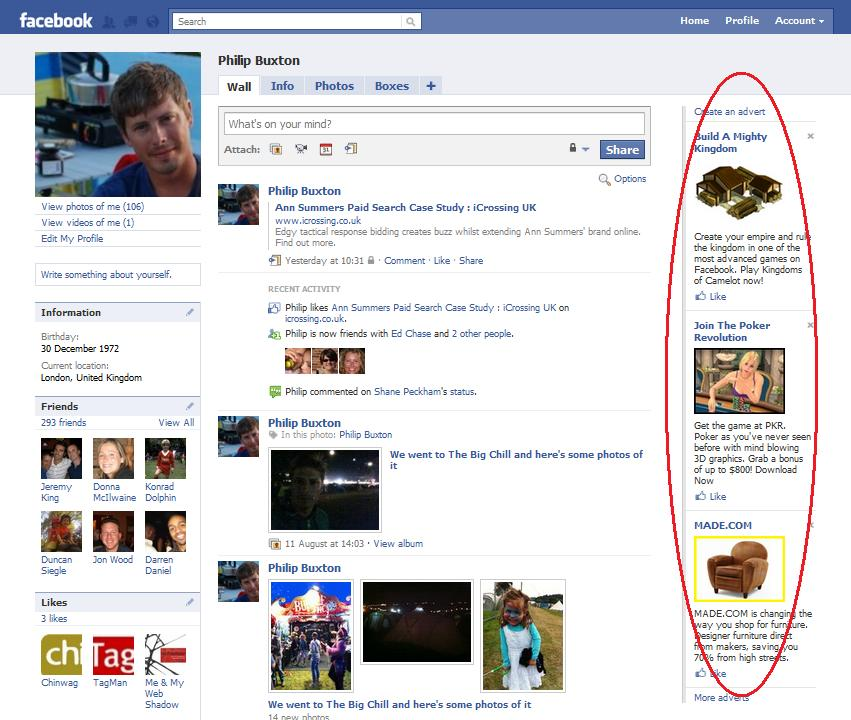 facebook
Search
Home Profile Account
Philip Buxton
Wall Info Photos Boxes +
What's on your mind?
Attach: 31
Share
Options
View photos of me (106)
View videos of me (1)
Edit My Profile
Write something about yourself.
Information
Birthday:
30 December 1972
Current location:
London, United Kingdom
Friends
293 friends View All
Jeremy King
Donna McIlwaine
Konrad Dolphin
Duncan Siegle
Jon Wood
Darren Daniel
Likes
3 likes
chi
Tag
Chinwag
TagMan
Me & My Web Shadow
Philip Buxton
Ann Summers Paid Search Case Study : iCrossing UK
www.icrossing.co.uk
Edgy tactical response bidding creates buzz whilst extending Ann Summers' brand online.
Find out more.
Yesterday at 10:31 · Comment · Like · Share
RECENT ACTIVITY
Philip likes Ann Summers Paid Search Case Study : iCrossing UK on
icrossing.co.uk.
Philip is now friends with Ed Chase and 2 other people.
Philip commented on Shane Peckham's status.
Philip Buxton
In this photo: Philip Buxton
We went to The Big Chill and here's some photos of
it
11 August at 14:03 · View album
Philip Buxton
We went to The Big Chill and here's some photos of it
14 new photos
Create an advert
Build A Mighty
Kingdom
Create your empire and rule
the kingdom in one of the
most advanced games on
Facebook. Play Kingdoms
of Camelot now!
Like
Join The Poker
Revolution
Get the game at PKR.
Poker as you've never seen
before with mind blowing
3D graphics. Grab a bonus
of up to $800! Download
Now
Like
MADE.COM
MADE.COM is changing the
way you shop for furniture.
Designer furniture direct
from makers, saving you
70% from high streets.
Like
More adverts